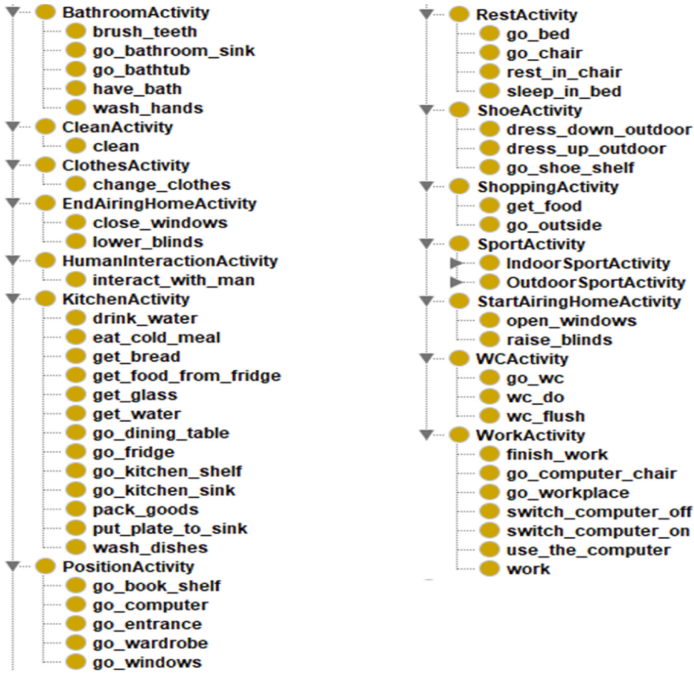 BathroomActivity
brush_teeth
go_bathroom_sink
go_bathtub
have_bath
wash_hands
CleanActivity
clean
ClothesActivity
change_clothes
EndAiringHomeActivity
close_windows
lower_blinds
HumanInteractionActivity
interact_with_man
KitchenActivity
drink_water
eat_cold_meal
get_bread
get_food_from_fridge
get_glass
get_water
go_dining_table
go_fridge
go_kitchen_shelf
go_kitchen_sink
pack_goods
put_plate_to_sink
wash_dishes
PositionActivity
go_book_shelf
go_computer
go_entrance
go_wardrobe
go_windows
RestActivity
go_bed
go_chair
rest_in_chair
sleep_in_bed
ShoeActivity
dress_down_outdoor
dress_up_outdoor
go_shoe_shelf
ShoppingActivity
get_food
go_outside
SportActivity
IndoorSportActivity
OutdoorSportActivity
StartAiringHomeActivity
open_windows
raise_blinds
WCActivity
go_wc
wc_do
wc_flush
WorkActivity
finish_work
go_computer_chair
go_workplace
switch_computer_off
switch_computer_on
use_the_computer
work